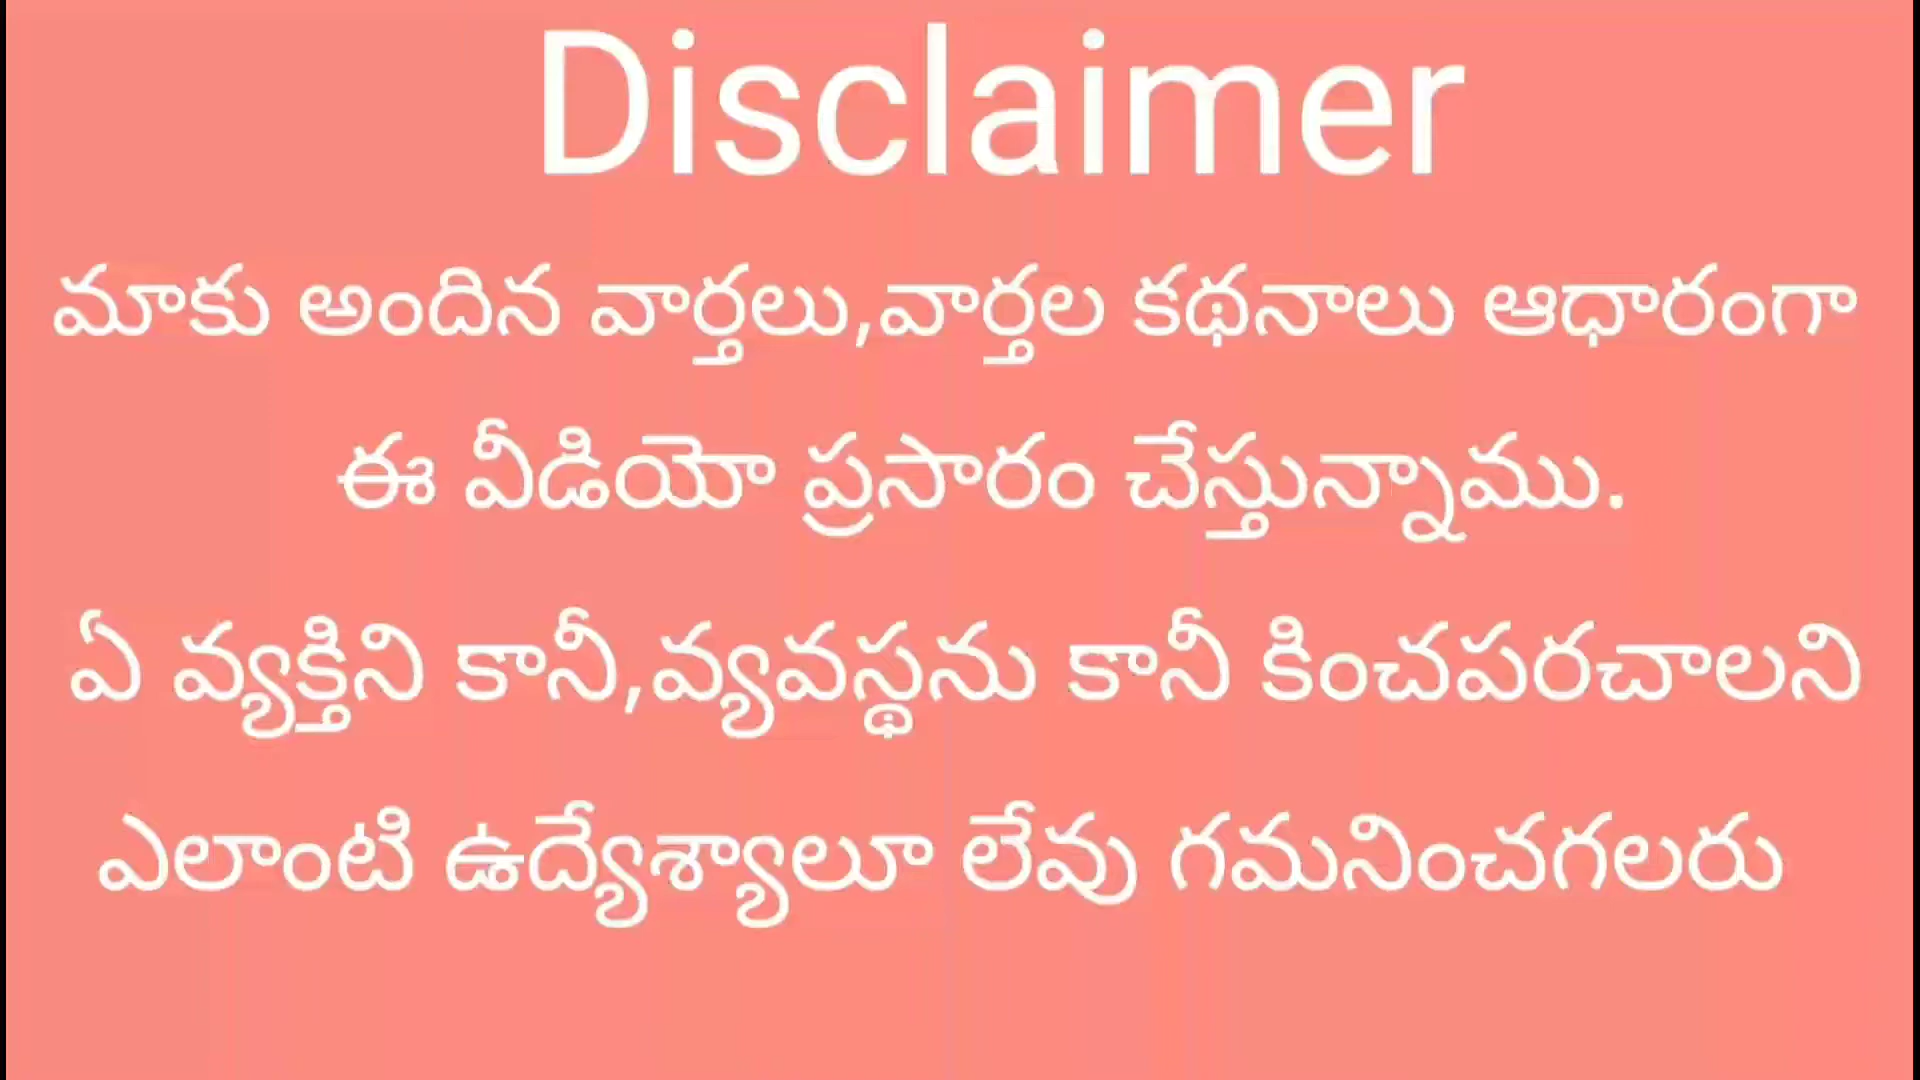 Disclaimer
మాకు అందిన వార్తలు,వార్తల కథనాలు ఆధారంగా
ఈ వీడియో ప్రసారం చేస్తున్నాము.
ఏ వ్యక్తిని కానీ,వ్యవస్థను కానీ కించపరచాలని
ఎలాంటి ఉద్యేశ్యాలూ లేవు గమనించగలరు